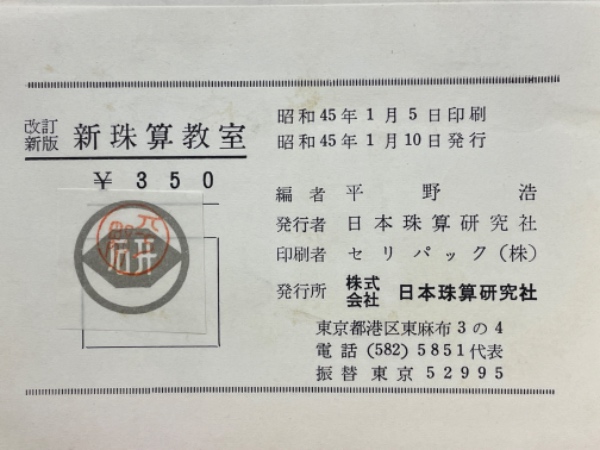 改訂新版 新珠算教室
¥350
研
昭和45年1月5日印刷
昭和45年1月10日発行
編者 平野浩
発行者 日本珠算研究社
印刷者 セリパック(株)
発行所 株式会社 日本珠算研究社
東京都港区東麻布3の4
電話(582)5851代表
振替東京52995